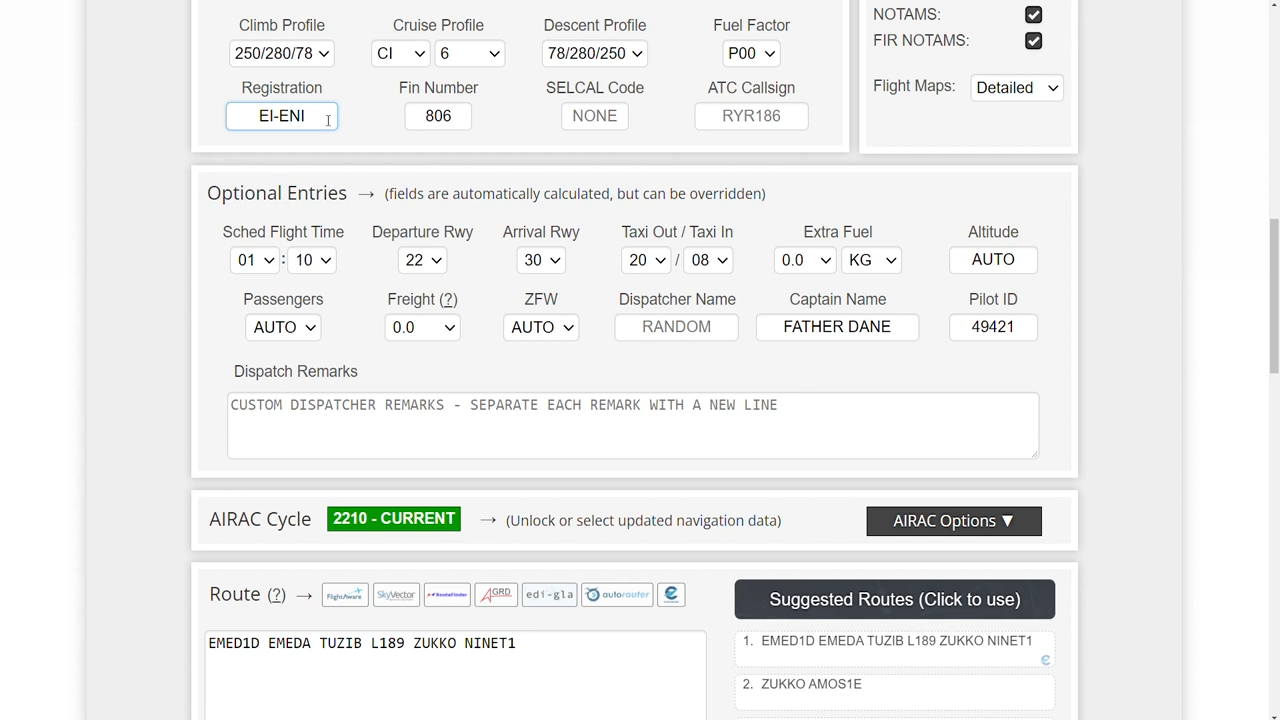 Climb Profile Cruise Profile Descent Profile Fuel Factor
250/280/78 CI 6 78/280/250 P00
Registration Fin Number SELCAL Code ATC Callsign
EI-ENI 806 NONE RYR186
NOTAMS:
FIR NOTAMS:
Flight Maps: Detailed
Optional Entries → (fields are automatically calculated, but can be overridden)
Sched Flight Time Departure Rwy Arrival Rwy Taxi Out / Taxi In Extra Fuel Altitude
01 : 10 22 30 20 / 08 0.0 KG AUTO
Passengers Freight (?) ZFW Dispatcher Name Captain Name Pilot ID
AUTO 0.0 AUTO RANDOM FATHER DANE 49421
Dispatch Remarks
CUSTOM DISPATCHER REMARKS - SEPARATE EACH REMARK WITH A NEW LINE
AIRAC Cycle 2210 - CURRENT → (Unlock or select updated navigation data) AIRAC Options ▼
Route (?) → FlightAware SkyVector RouteFinder GRD edi-gla autorouter
EMED1D EMEDA TUZIB L189 ZUKKO NINET1
Suggested Routes (Click to use)
1. EMED1D EMEDA TUZIB L189 ZUKKO NINET1
2. ZUKKO AMOS1E